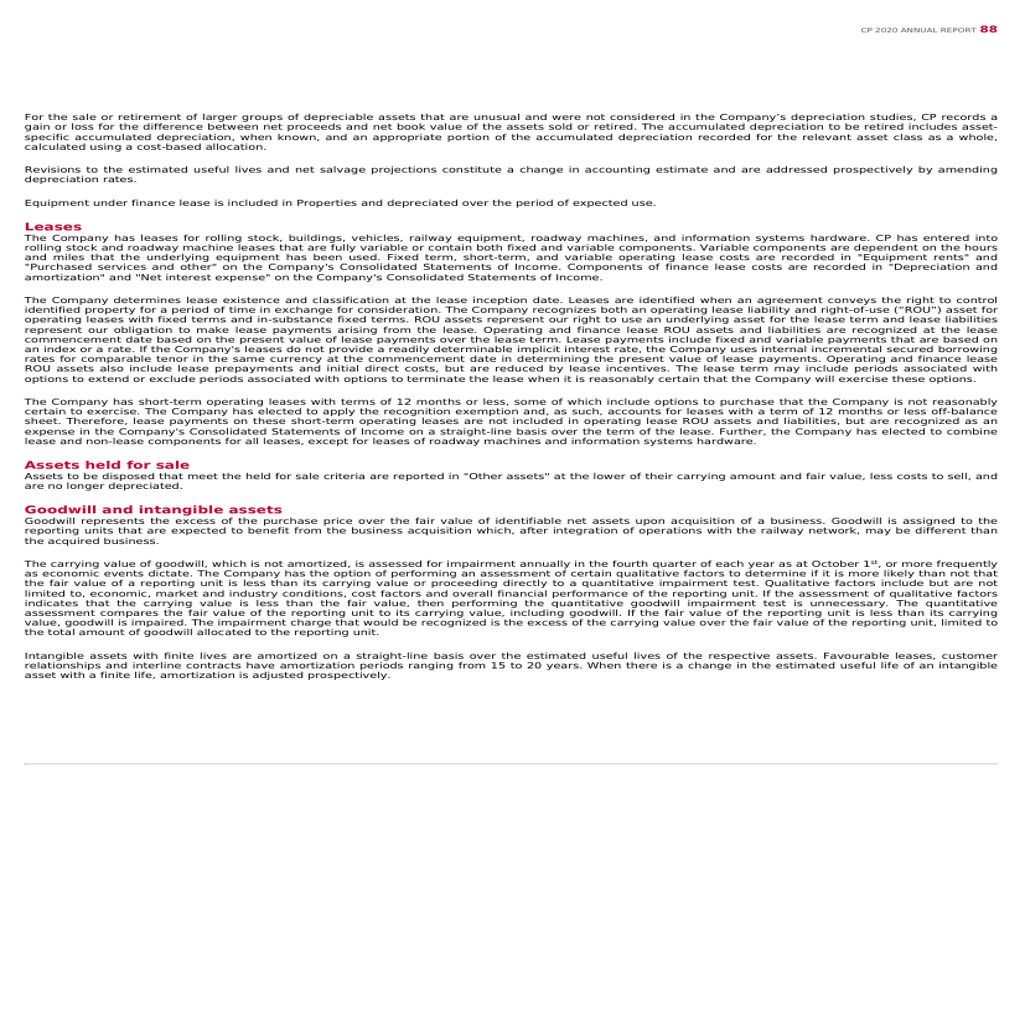 CP 2020 ANNUAL REPORT 88
For the sale or retirement of larger groups of depreciable assets that are unusual and were not considered in the Company’s depreciation studies, CP records a
gain or loss for the difference between net proceeds and net book value of the assets sold or retired. The accumulated depreciation to be retired includes asset-
specific accumulated depreciation, when known, and an appropriate portion of the accumulated depreciation recorded for the relevant asset class as a whole,
calculated using a cost-based allocation.
Revisions to the estimated useful lives and net salvage projections constitute a change in accounting estimate and are addressed prospectively by amending
depreciation rates.
Equipment under finance lease is included in Properties and depreciated over the period of expected use.
Leases
The Company has leases for rolling stock, buildings, vehicles, railway equipment, roadway machines, and information systems hardware. CP has entered into
rolling stock and roadway machine leases that are fully variable or contain both fixed and variable components. Variable components are dependent on the hours
and miles that the underlying equipment has been used. Fixed term, short-term, and variable operating lease costs are recorded in "Equipment rents" and
"Purchased services and other" on the Company's Consolidated Statements of Income. Components of finance lease costs are recorded in "Depreciation and
amortization" and "Net interest expense" on the Company's Consolidated Statements of Income.
The Company determines lease existence and classification at the lease inception date. Leases are identified when an agreement conveys the right to control
identified property for a period of time in exchange for consideration. The Company recognizes both an operating lease liability and right-of-use (“ROU”) asset for
operating leases with fixed terms and in-substance fixed terms. ROU assets represent our right to use an underlying asset for the lease term and lease liabilities
represent our obligation to make lease payments arising from the lease. Operating and finance lease ROU assets and liabilities are recognized at the lease
commencement date based on the present value of lease payments over the lease term. Lease payments include fixed and variable payments that are based on
an index or a rate. If the Company's leases do not provide a readily determinable implicit interest rate, the Company uses internal incremental secured borrowing
rates for comparable tenor in the same currency at the commencement date in determining the present value of lease payments. Operating and finance lease
ROU assets also include lease prepayments and initial direct costs, but are reduced by lease incentives. The lease term may include periods associated with
options to extend or exclude periods associated with options to terminate the lease when it is reasonably certain that the Company will exercise these options.
The Company has short-term operating leases with terms of 12 months or less, some of which include options to purchase that the Company is not reasonably
certain to exercise. The Company has elected to apply the recognition exemption and, as such, accounts for leases with a term of 12 months or less off-balance
sheet. Therefore, lease payments on these short-term operating leases are not included in operating lease ROU assets and liabilities, but are recognized as an
expense in the Company's Consolidated Statements of Income on a straight-line basis over the term of the lease. Further, the Company has elected to combine
lease and non-lease components for all leases, except for leases of roadway machines and information systems hardware.
Assets held for sale
Assets to be disposed that meet the held for sale criteria are reported in "Other assets" at the lower of their carrying amount and fair value, less costs to sell, and
are no longer depreciated.
Goodwill and intangible assets
Goodwill represents the excess of the purchase price over the fair value of identifiable net assets upon acquisition of a business. Goodwill is assigned to the
reporting units that are expected to benefit from the business acquisition which, after integration of operations with the railway network, may be different than
the acquired business.
The carrying value of goodwill, which is not amortized, is assessed for impairment annually in the fourth quarter of each year as at October 1st, or more frequently
as economic events dictate. The Company has the option of performing an assessment of certain qualitative factors to determine if it is more likely than not that
the fair value of a reporting unit is less than its carrying value or proceeding directly to a quantitative impairment test. Qualitative factors include but are not
limited to, economic, market and industry conditions, cost factors and overall financial performance of the reporting unit. If the assessment of qualitative factors
indicates that the carrying value is less than the fair value, then performing the quantitative goodwill impairment test is unnecessary. The quantitative
assessment compares the fair value of the reporting unit to its carrying value, including goodwill. If the fair value of the reporting unit is less than its carrying
value, goodwill is impaired. The impairment charge that would be recognized is the excess of the carrying value over the fair value of the reporting unit, limited to
the total amount of goodwill allocated to the reporting unit.
Intangible assets with finite lives are amortized on a straight-line basis over the estimated useful lives of the respective assets. Favourable leases, customer
relationships and interline contracts have amortization periods ranging from 15 to 20 years. When there is a change in the estimated useful life of an intangible
asset with a finite life, amortization is adjusted prospectively.